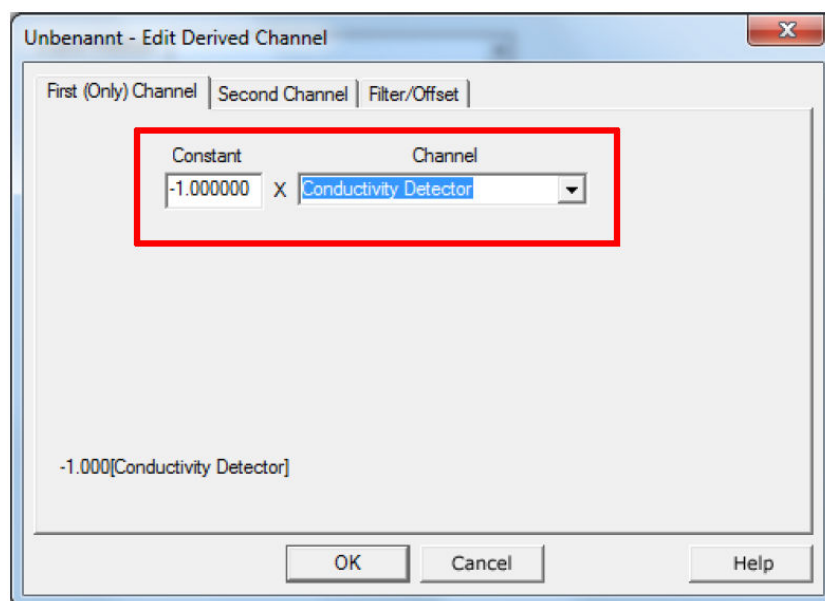 Unbenannt - Edit Derived Channel
First (Only) Channel Second Channel Filter/Offset
Constant Channel
-1.000000 X Conductivity Detector
-1.000[Conductivity Detector]
OK Cancel Help